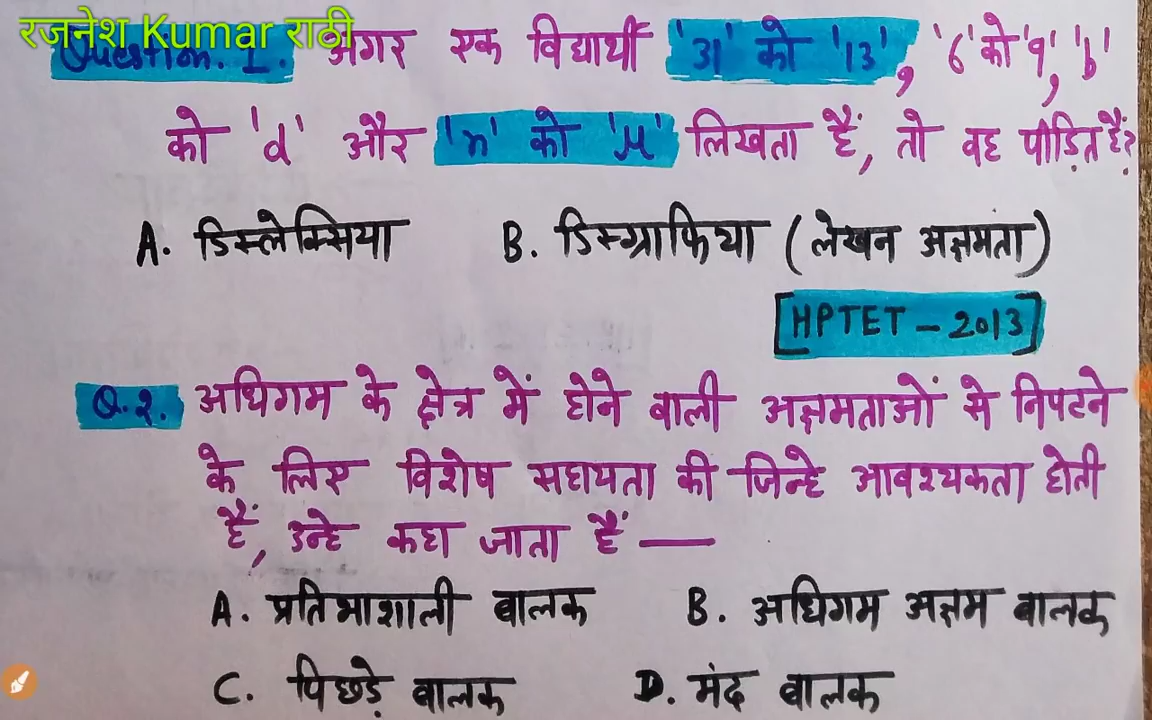 रजनेश Kumar राठी
Question. 1. अगर एक विद्यार्थी '31' को '13', '6' को '9', 'b'
को 'd' और 'n' को 'μ' लिखता हैं, तो वह पीड़ित हैं?
A. डिस्लेक्सिया B. डिस्ग्राफिया (लेखन अक्षमता)
[HPTET – 2013]
Q.2. अधिगम के क्षेत्र में होने वाली अक्षमताओं से निपटने
के लिए विशेष सहायता की जिन्हे आवश्यकता होती
हैं, उन्हे कहा जाता हैं —
A. प्रतिभाशाली बालक B. अधिगम अक्षम बालक
C. पिछड़े बालक D. मंद बालक